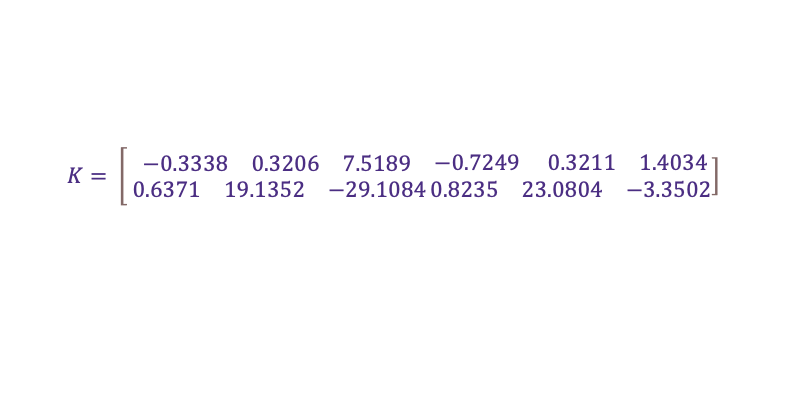 K = [ −0.3338 0.3206 7.5189 −0.7249 0.3211 1.4034
0.6371 19.1352 −29.1084 0.8235 23.0804 −3.3502 ]